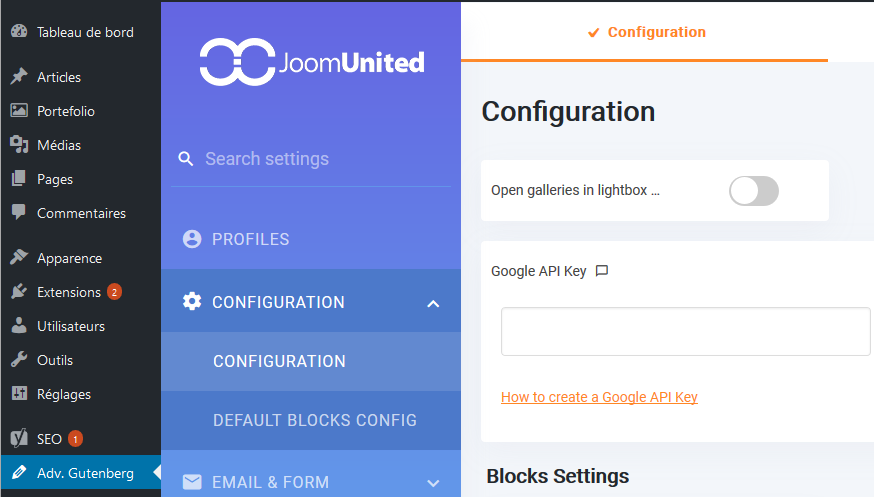 Tableau de bord
Articles
Portefolio
Médias
Pages
Commentaires
Apparence
Extensions 2
Utilisateurs
Outils
Réglages
SEO 1
Adv. Gutenberg
JoomUnited
Search settings
PROFILES
CONFIGURATION
CONFIGURATION
DEFAULT BLOCKS CONFIG
EMAIL & FORM
Configuration
Configuration
Open galleries in lightbox ...
Google API Key
How to create a Google API Key
Blocks Settings